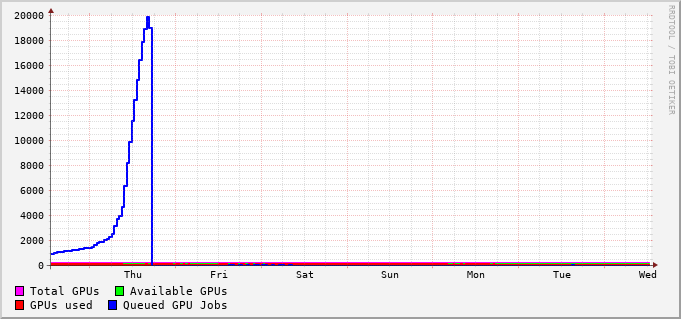 20000
18000
16000
14000
12000
10000
8000
6000
4000
2000
0
Thu Fri Sat Sun Mon Tue Wed
Total GPUs Available GPUs
GPUs used Queued GPU Jobs
RRDTOOL / TOBI OETIKER